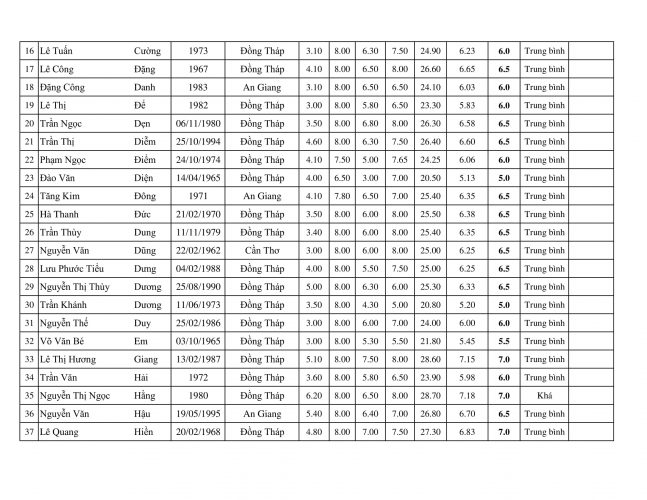 16 Lê Tuấn Cường 1973 Đồng Tháp 3.10 8.00 6.30 7.50 24.90 6.23 6.0 Trung bình
17 Lê Công Đặng 1967 Đồng Tháp 4.10 8.00 6.50 8.00 26.60 6.65 6.5 Trung bình
18 Đặng Công Danh 1983 An Giang 3.10 8.00 6.50 6.50 24.10 6.03 6.0 Trung bình
19 Lê Thị Đế 1982 Đồng Tháp 3.00 8.00 5.80 6.50 23.30 5.83 6.0 Trung bình
20 Trần Ngọc Dẹn 06/11/1980 Đồng Tháp 3.50 8.00 6.80 8.00 26.30 6.58 6.5 Trung bình
21 Trần Thị Diễm 25/10/1994 Đồng Tháp 4.60 8.00 6.30 7.50 26.40 6.60 6.5 Trung bình
22 Phạm Ngọc Điểm 24/10/1974 Đồng Tháp 4.10 7.50 5.00 7.65 24.25 6.06 6.0 Trung bình
23 Đào Văn Diện 14/04/1965 Đồng Tháp 4.00 6.50 3.00 7.00 20.50 5.13 5.0 Trung bình
24 Tăng Kim Đông 1971 An Giang 4.10 7.80 6.50 7.00 25.40 6.35 6.5 Trung bình
25 Hà Thanh Đức 21/02/1970 Đồng Tháp 3.50 8.00 6.00 8.00 25.50 6.38 6.5 Trung bình
26 Trần Thùy Dung 11/11/1979 Đồng Tháp 3.40 8.00 6.00 8.00 25.40 6.35 6.5 Trung bình
27 Nguyễn Văn Dũng 22/02/1962 Cần Thơ 3.00 8.00 6.00 8.00 25.00 6.25 6.5 Trung bình
28 Lưu Phước Tiểu Dưng 04/02/1988 Đồng Tháp 4.00 8.00 5.50 7.50 25.00 6.25 6.5 Trung bình
29 Nguyễn Thị Thùy Dương 25/08/1990 Đồng Tháp 5.00 8.00 6.30 6.00 25.30 6.33 6.5 Trung bình
30 Trần Khánh Dương 11/06/1973 Đồng Tháp 3.50 8.00 4.30 5.00 20.80 5.20 5.0 Trung bình
31 Nguyễn Thế Duy 25/02/1986 Đồng Tháp 3.00 8.00 6.00 7.00 24.00 6.00 6.0 Trung bình
32 Võ Văn Bé Em 03/10/1965 Đồng Tháp 3.00 8.00 5.30 5.50 21.80 5.45 5.5 Trung bình
33 Lê Thị Hương Giang 13/02/1987 Đồng Tháp 5.10 8.00 7.50 8.00 28.60 7.15 7.0 Trung bình
34 Trần Văn Hải 1972 Đồng Tháp 3.60 8.00 5.80 6.50 23.90 5.98 6.0 Trung bình
35 Nguyễn Thị Ngọc Hằng 1980 Đồng Tháp 6.20 8.00 6.50 8.00 28.70 7.18 7.0 Khá
36 Nguyễn Văn Hậu 19/05/1995 An Giang 5.40 8.00 6.40 7.00 26.80 6.70 6.5 Trung bình
37 Lê Quang Hiền 20/02/1968 Đồng Tháp 4.80 8.00 7.00 7.50 27.30 6.83 7.0 Trung bình